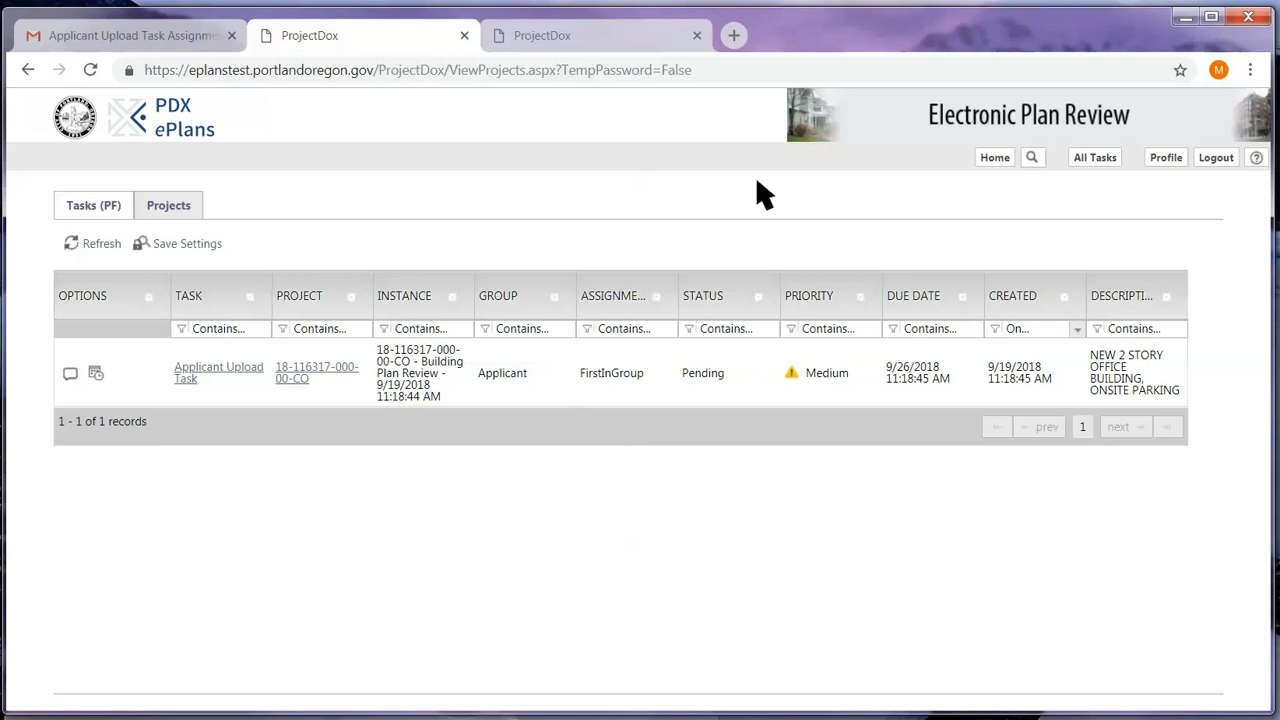 Applicant Upload Task Assignm
ProjectDox
ProjectDox
https://eplanstest.portlandoregon.gov/ProjectDox/ViewProjects.aspx?TempPassword=False
M
PDX
ePlans
Electronic Plan Review
Home
All Tasks
Profile
Logout
Tasks (PF)
Projects
Refresh
Save Settings
OPTIONS
TASK
PROJECT
INSTANCE
GROUP
ASSIGNME...
STATUS
PRIORITY
DUE DATE
CREATED
DESCRIPTI...
Contains...
Contains...
Contains...
Contains...
Contains...
Contains...
Contains...
Contains...
On...
Contains...
Applicant Upload
Task
18-116317-000-
00-CO
18-116317-000-
00-CO - Building
Plan Review -
9/19/2018
11:18:44 AM
Applicant
FirstInGroup
Pending
Medium
9/26/2018
11:18:45 AM
9/19/2018
11:18:45 AM
NEW 2 STORY
OFFICE
BUILDING,
ONSITE PARKING
1 - 1 of 1 records
prev
1
next